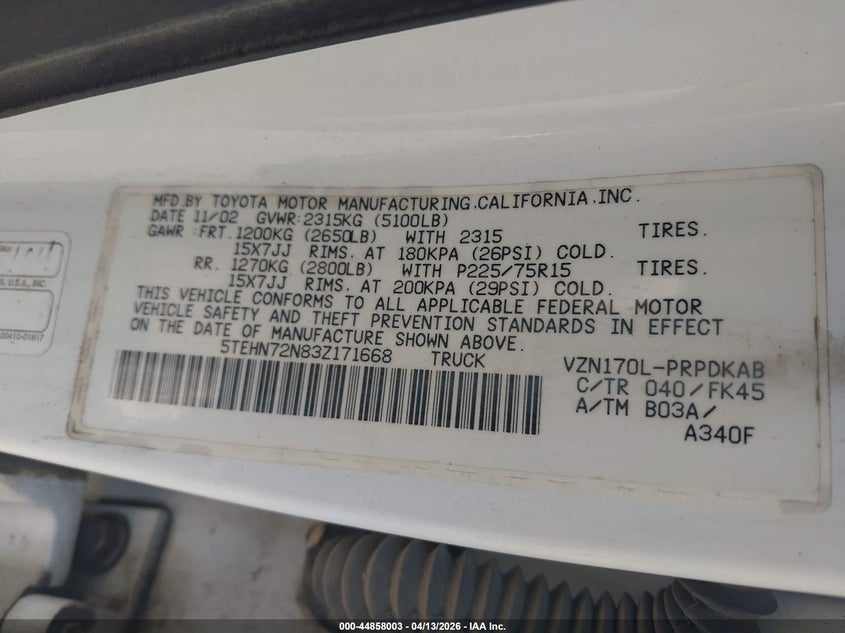 MFD.BY TOYOTA MOTOR MANUFACTURING.CALIFORNIA.INC.
DATE 11/02 GVWR:2315KG (5100LB)
GAWR:FRT.1200KG (2650LB) WITH 2315 TIRES.
15X7JJ RIMS. AT 180KPA (26PSI) COLD.
RR. 1270KG (2800LB) WITH P225/75R15 TIRES.
15X7JJ RIMS. AT 200KPA (29PSI) COLD.
THIS VEHICLE CONFORMS TO ALL APPLICABLE FEDERAL MOTOR
VEHICLE SAFETY AND THEFT PREVENTION STANDARDS IN EFFECT
ON THE DATE OF MANUFACTURE SHOWN ABOVE.
5TEHN72N83Z171668 TRUCK
VZN170L-PRPDKAB
C/TR 040/FK45
A/TM B03A/
A340F
U.S.A., INC.
00410-01917
000-44858003 - 04/13/2026 - IAA Inc.